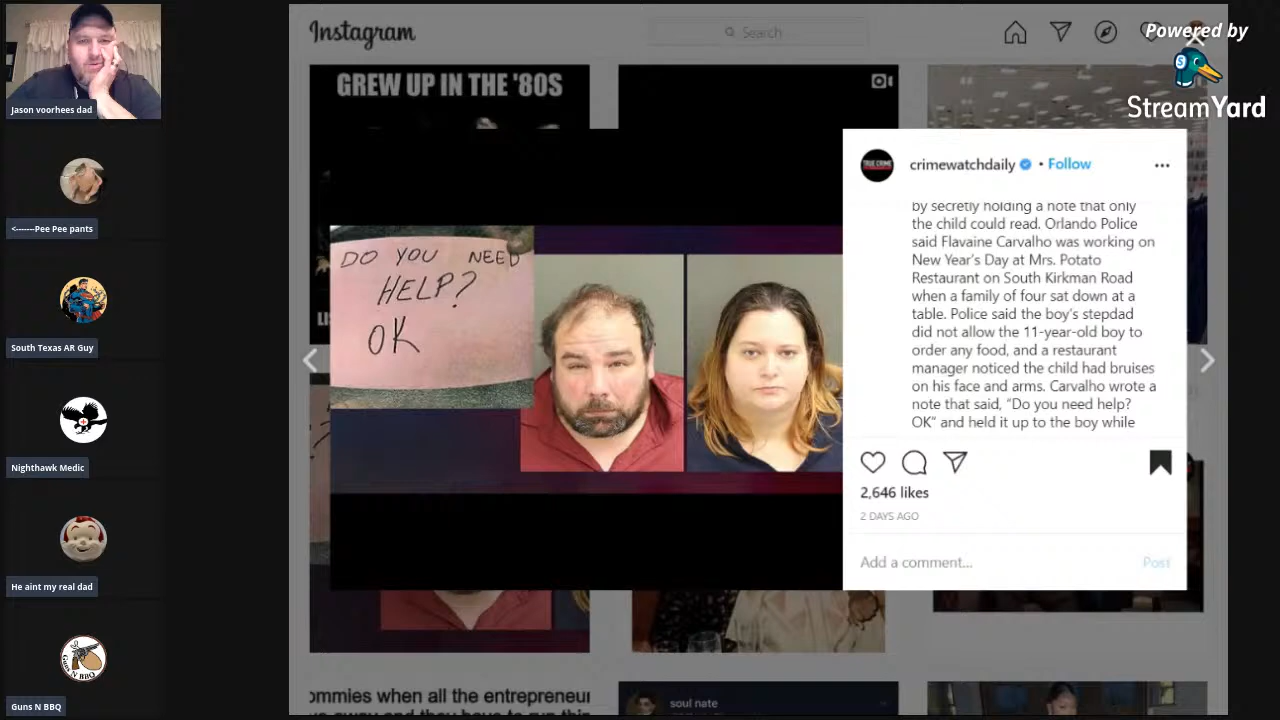 Jason voorhees dad
<------Pee Pee pants
South Texas AR Guy
Nighthawk Medic
He aint my real dad
Guns N BBQ
Guns N BBQ
Instagram
Search
Powered by
StreamYard
GREW UP IN THE '80S
DO YOU NEED
HELP?
OK
TRUE CRIME
crimewatchdaily • Follow
by secretly holding a note that only
the child could read. Orlando Police
said Flavaine Carvalho was working on
New Year's Day at Mrs. Potato
Restaurant on South Kirkman Road
when a family of four sat down at a
table. Police said the boy's stepdad
did not allow the 11-year-old boy to
order any food, and a restaurant
manager noticed the child had bruises
on his face and arms. Carvalho wrote a
note that said, "Do you need help?
OK" and held it up to the boy while
2,646 likes
2 DAYS AGO
Add a comment...
Post
ommies when all the entrepreneur
soul nate